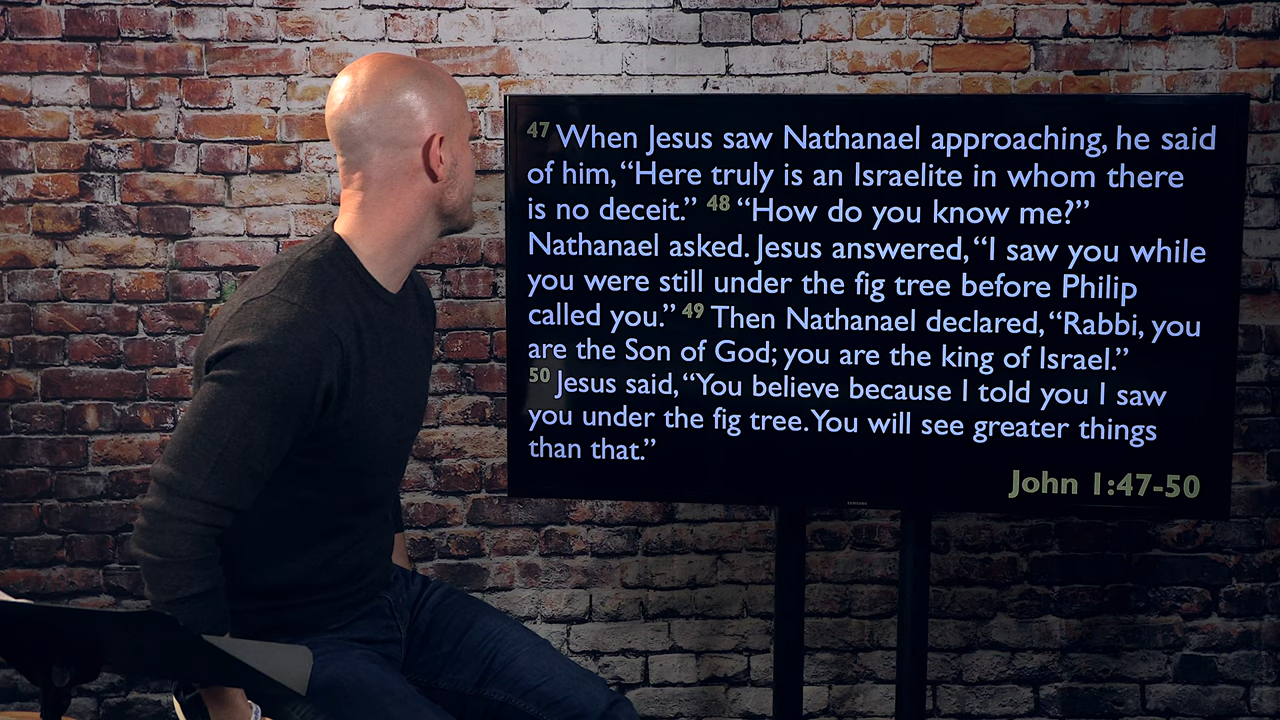 47 When Jesus saw Nathanael approaching, he said
of him, “Here truly is an Israelite in whom there
is no deceit.” 48 “How do you know me?”
Nathanael asked. Jesus answered, “I saw you while
you were still under the fig tree before Philip
called you.” 49 Then Nathanael declared, “Rabbi, you
are the Son of God; you are the king of Israel.”
50 Jesus said, “You believe because I told you I saw
you under the fig tree. You will see greater things
than that.”
John 1:47-50
SAMSUNG